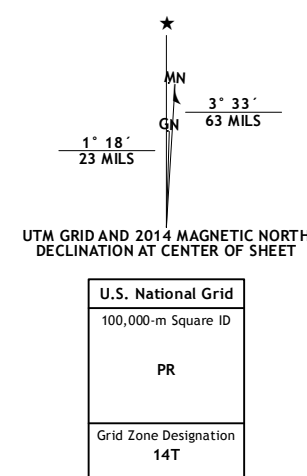 ★
MN
GN
3° 33´
63 MILS
1° 18´
23 MILS
UTM GRID AND 2014 MAGNETIC NORTH
DECLINATION AT CENTER OF SHEET
U.S. National Grid
100,000-m Square ID
PR
Grid Zone Designation
14T